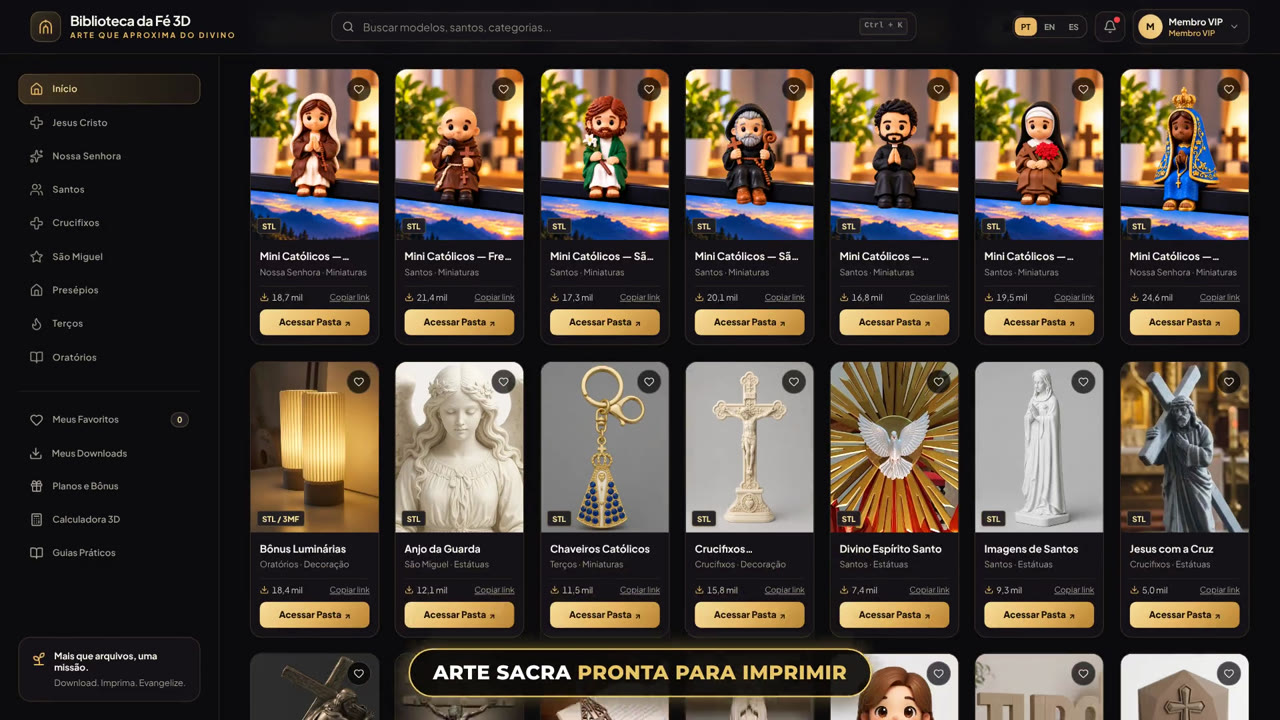 Biblioteca da Fé 3D
ARTE QUE APROXIMA DO DIVINO
Buscar modelos, santos, categorias...
Ctrl + K
PT EN ES
M
Membro VIP
Membro VIP
Início
Jesus Cristo
Nossa Senhora
Santos
Crucifixos
São Miguel
Presépios
Terços
Oratórios
Meus Favoritos 0
Meus Downloads
Planos e Bônus
Calculadora 3D
Guias Práticos
Mais que arquivos, uma
missão.
Download. Imprima. Evangelize.
STL STL STL STL STL STL STL
Mini Católicos —... Mini Católicos — Fre... Mini Católicos — Sã... Mini Católicos — Sã... Mini Católicos —... Mini Católicos —... Mini Católicos —...
Nossa Senhora · Miniaturas Santos · Miniaturas Santos · Miniaturas Santos · Miniaturas Santos · Miniaturas Santos · Miniaturas Nossa Senhora · Miniaturas
18,7 mil Copiar link 21,4 mil Copiar link 17,3 mil Copiar link 20,1 mil Copiar link 16,8 mil Copiar link 19,5 mil Copiar link 24,6 mil Copiar link
Acessar Pasta Acessar Pasta Acessar Pasta Acessar Pasta Acessar Pasta Acessar Pasta Acessar Pasta
STL / 3MF STL STL STL STL STL STL
Bônus Luminárias Anjo da Guarda Chaveiros Católicos Crucifixos... Divino Espírito Santo Imagens de Santos Jesus com a Cruz
Oratórios · Decoração São Miguel · Estátuas Terços · Miniaturas Crucifixos · Decoração Santos · Estátuas Santos · Estátuas Crucifixos · Estátuas
18,4 mil Copiar link 12,1 mil Copiar link 11,5 mil Copiar link 15,8 mil Copiar link 7,4 mil Copiar link 9,3 mil Copiar link 5,0 mil Copiar link
Acessar Pasta Acessar Pasta Acessar Pasta Acessar Pasta Acessar Pasta Acessar Pasta Acessar Pasta
ARTE SACRA PRONTA PARA IMPRIMIR